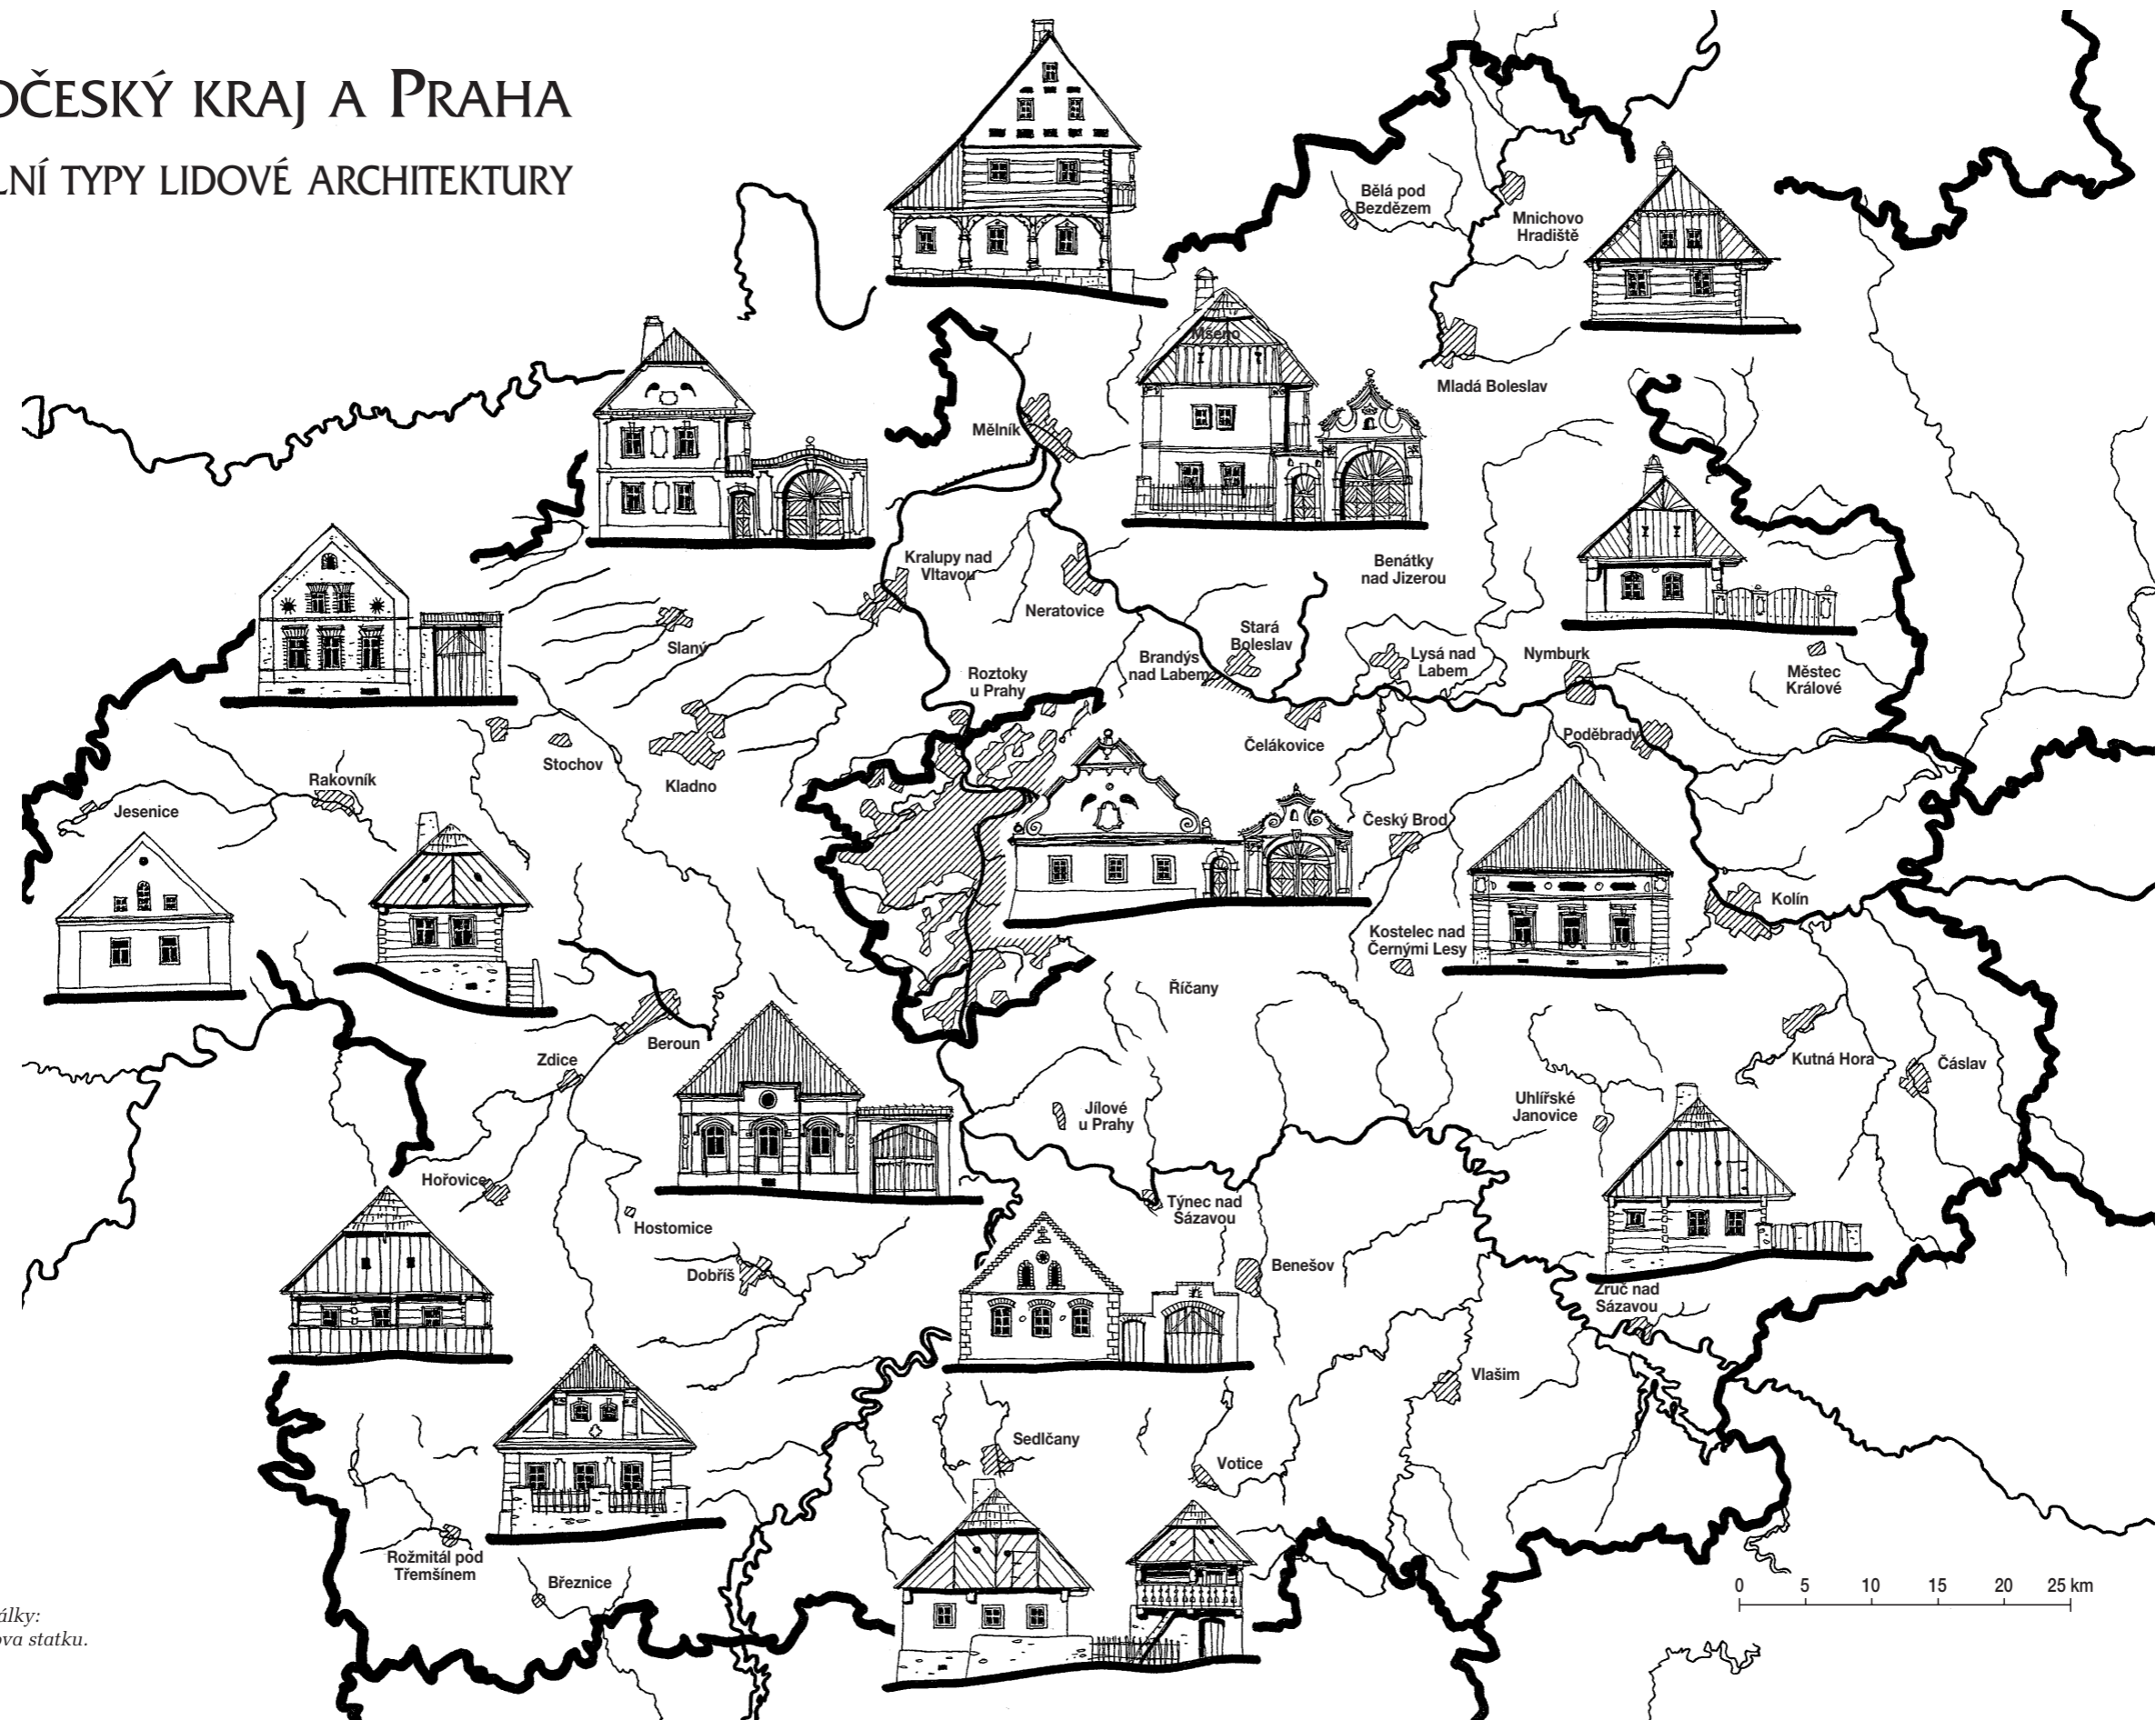 OČESKÝ KRAJ A PRAHA
LNÍ TYPY LIDOVÉ ARCHITEKTURY
Bělá pod
Bezdězem
Mnichovo
Hradiště
Mšeno
Mladá Boleslav
Mělník
Kralupy nad
Vltavou
Neratovice
Benátky
nad Jizerou
Slaný
Stará
Boleslav
Brandýs
nad Labem
Lysá nad
Labem
Nymburk
Městec
Králové
Roztoky
u Prahy
Čelákovice
Poděbrady
Stochov
Kladno
Rakovník
Jesenice
Český Brod
Kolín
Kostelec nad
Černými Lesy
Říčany
Beroun
Zdice
Kutná Hora
Čáslav
Uhlířské
Janovice
Jílové
u Prahy
Hořovice
Hostomice
Týnec nad
Sázavou
Dobříš
Benešov
Zruč nad
Sázavou
Vlašim
Sedlčany
Votice
Rožmitál pod
Třemšínem
Březnice
0 5 10 15 20 25 km
álky:
ova statku.